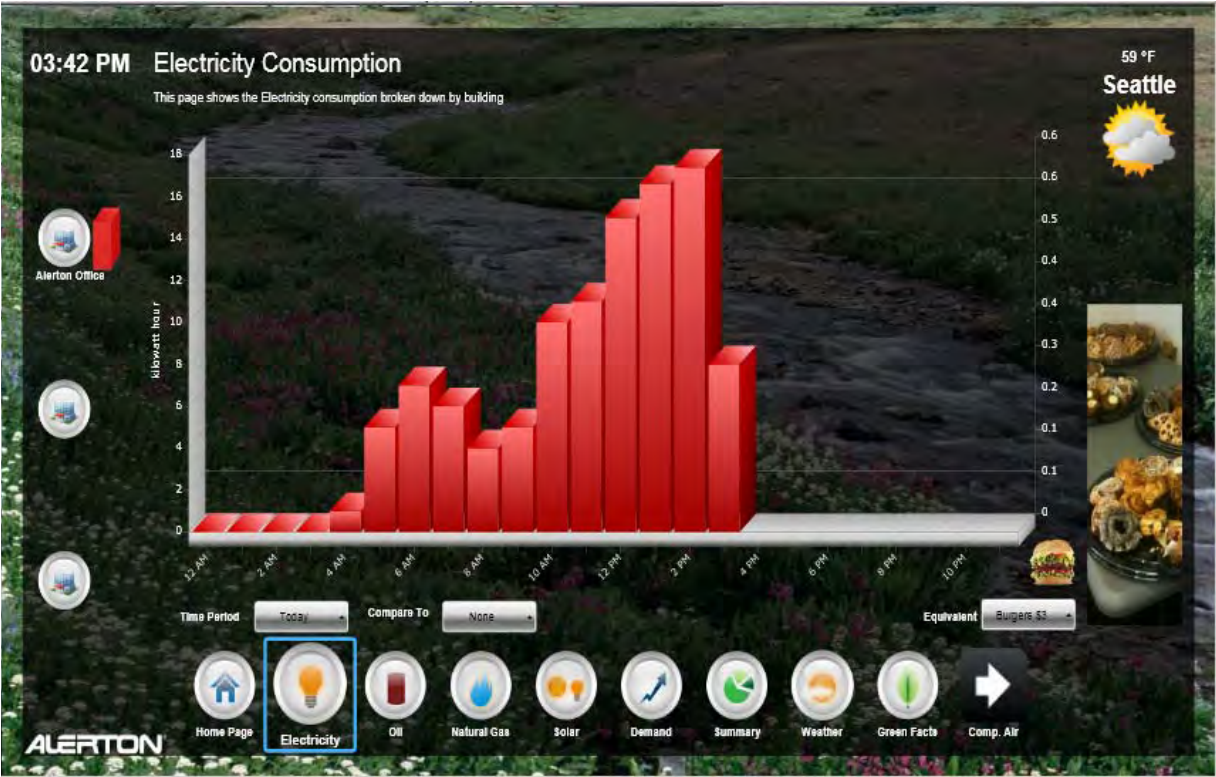 03:42 PM
Electricity Consumption
This page shows the Electricity consumption broken down by building
59 °F
Seattle
Alerton Office
kilowatt hour
18
16
14
12
10
8
6
4
2
0
0.6
0.6
0.5
0.4
0.4
0.3
0.2
0.1
0.1
0
12 AM
2 AM
4 AM
6 AM
8 AM
10 AM
12 PM
2 PM
4 PM
6 PM
8 PM
10 PM
Time Period
Today
Compare To
None
Equivalent
Burgers $3
Home Page
Electricity
Oil
Natural Gas
Solar
Demand
Summary
Weather
Green Facts
Comp. Air
ALERTON